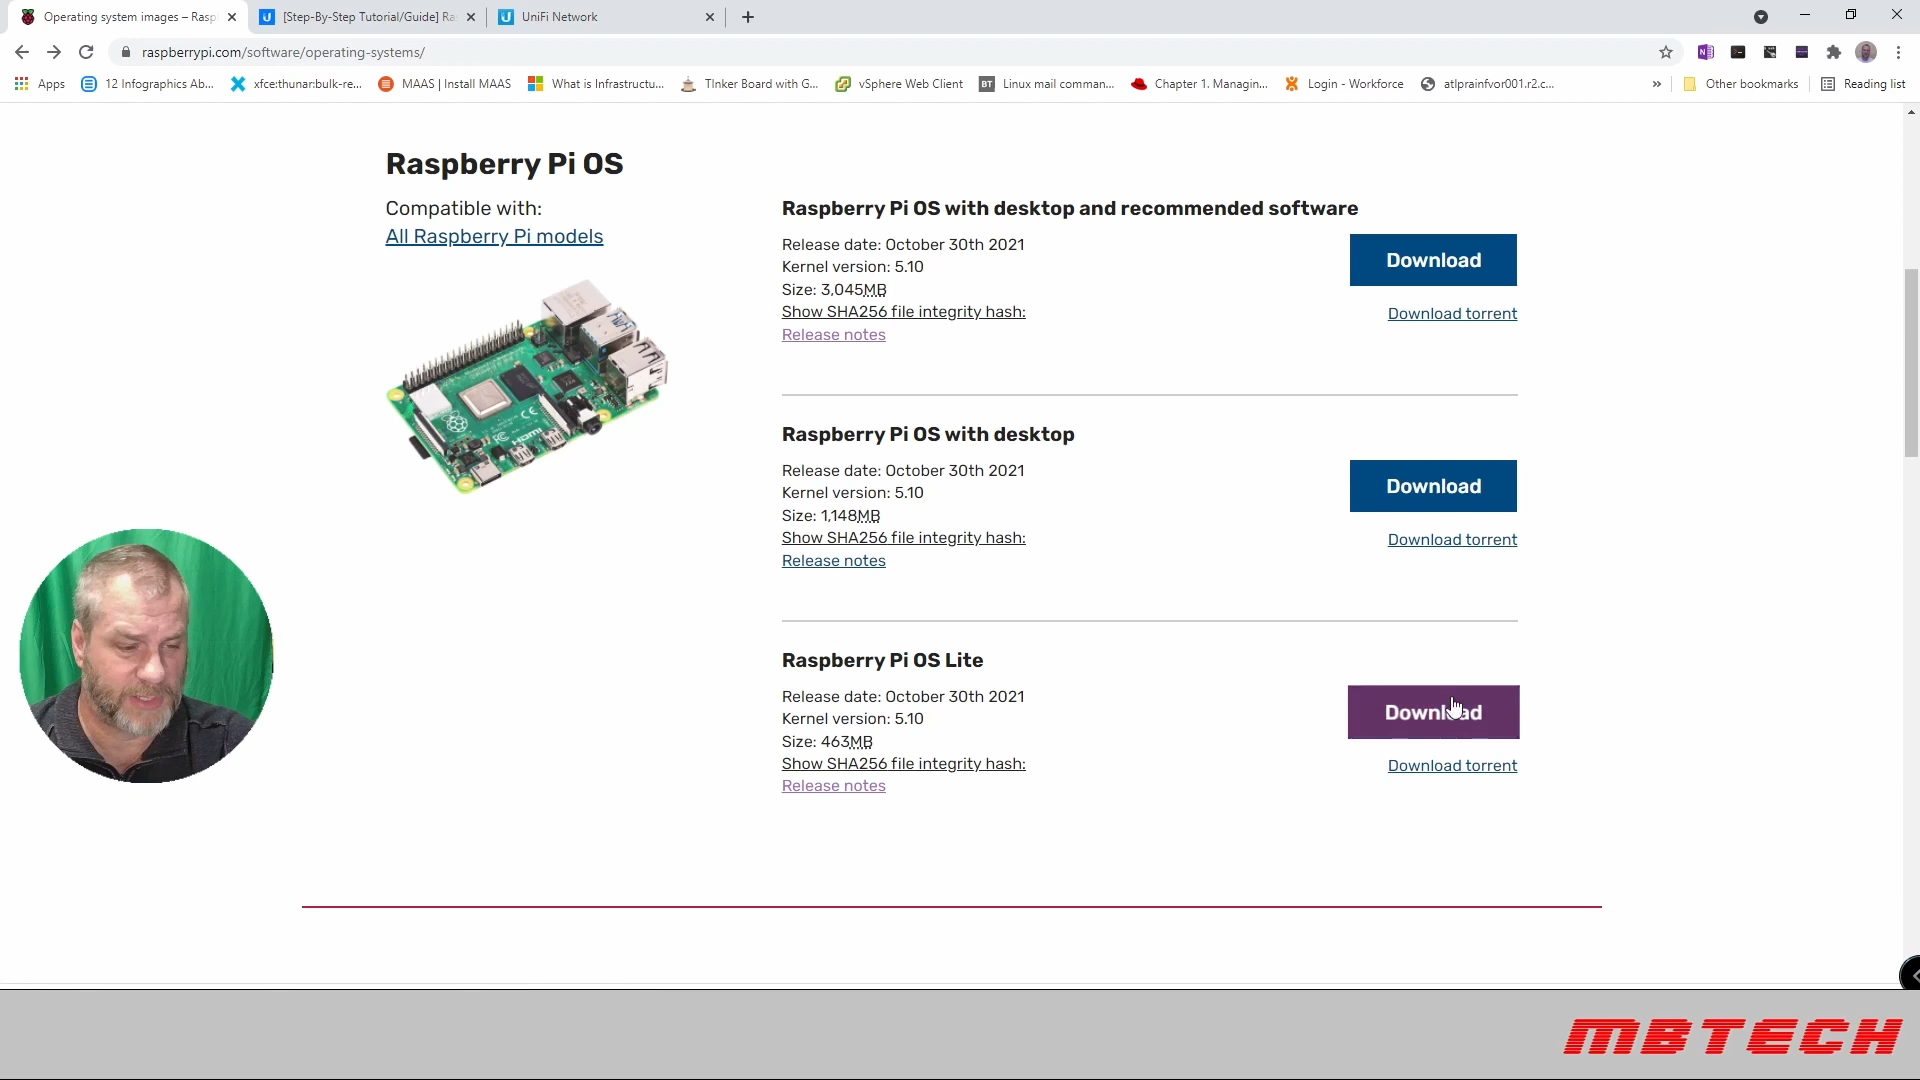 Operating system images – Rasp
[Step-By-Step Tutorial/Guide] Ra
UniFi Network
raspberrypi.com/software/operating-systems/
Apps
12 Infographics Ab...
xfce:thunar:bulk-re...
MAAS | Install MAAS
What is Infrastructu...
TInker Board with G...
vSphere Web Client
BT
Linux mail comman...
Chapter 1. Managin...
Login - Workforce
atlprainfvor001.r2.c...
»
Other bookmarks
Reading list
Raspberry Pi OS
Compatible with:
All Raspberry Pi models
Raspberry Pi OS with desktop and recommended software
Release date: October 30th 2021
Kernel version: 5.10
Size: 3,045MB
Show SHA256 file integrity hash:
Release notes
Download
Download torrent
Raspberry Pi OS with desktop
Release date: October 30th 2021
Kernel version: 5.10
Size: 1,148MB
Show SHA256 file integrity hash:
Release notes
Download
Download torrent
Raspberry Pi OS Lite
Release date: October 30th 2021
Kernel version: 5.10
Size: 463MB
Show SHA256 file integrity hash:
Release notes
Download
Download torrent
HDMI
MBTECH